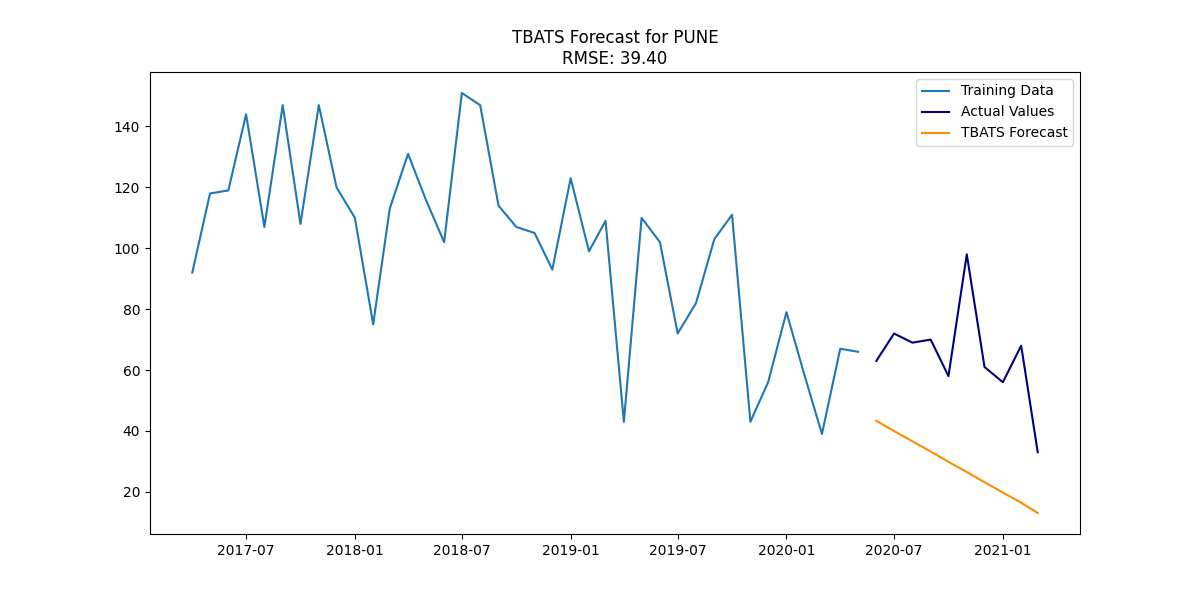 TBATS Forecast for PUNE
RMSE: 39.40
Training Data
Actual Values
TBATS Forecast
140
120
100
80
60
40
20
2017-07 2018-01 2018-07 2019-01 2019-07 2020-01 2020-07 2021-01